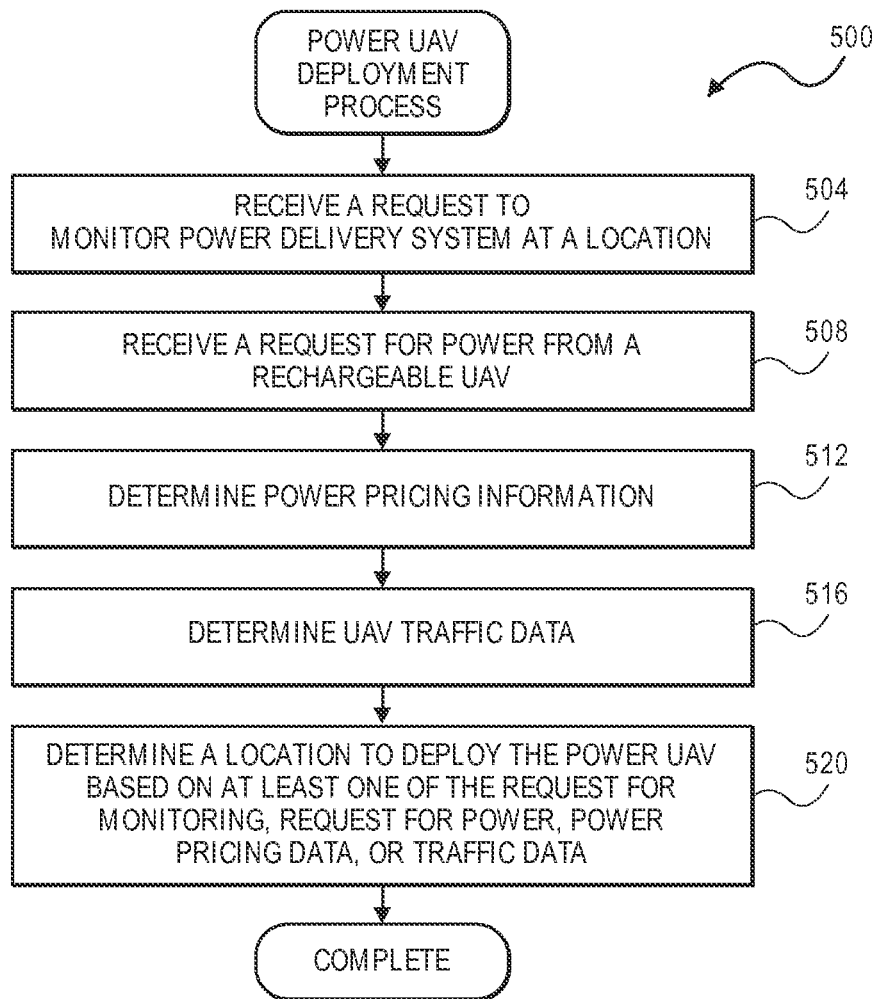 POWER UAV
DEPLOYMENT
PROCESS
500
RECEIVE A REQUEST TO
MONITOR POWER DELIVERY SYSTEM AT A LOCATION
504
RECEIVE A REQUEST FOR POWER FROM A
RECHARGEABLE UAV
508
DETERMINE POWER PRICING INFORMATION
512
DETERMINE UAV TRAFFIC DATA
516
DETERMINE A LOCATION TO DEPLOY THE POWER UAV
BASED ON AT LEAST ONE OF THE REQUEST FOR
MONITORING, REQUEST FOR POWER, POWER
PRICING DATA, OR TRAFFIC DATA
520
COMPLETE